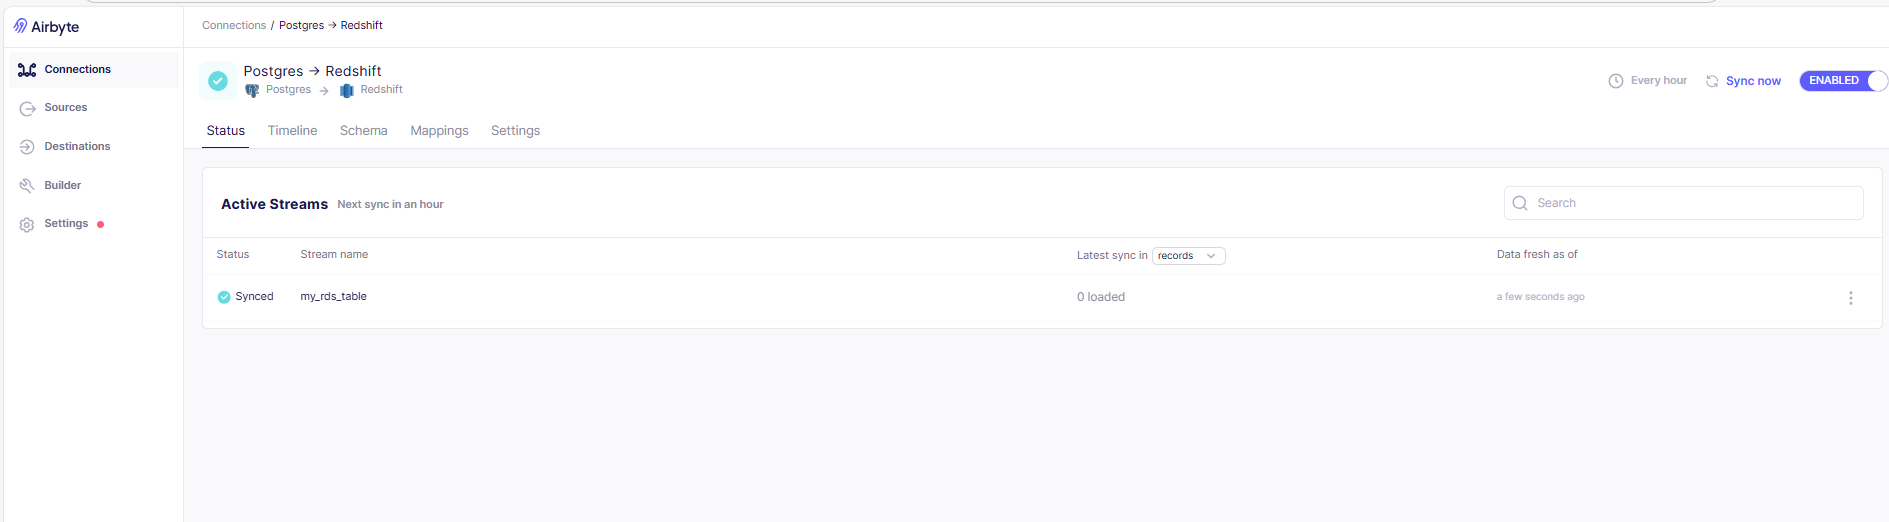 Airbyte
Connections
Sources
Destinations
Builder
Settings
Connections / Postgres → Redshift
Postgres → Redshift
Postgres → Redshift
Every hour
Sync now
ENABLED
Status Timeline Schema Mappings Settings
Active Streams Next sync in an hour
Search
Status Stream name Latest sync in records Data fresh as of
Synced my_rds_table 0 loaded a few seconds ago